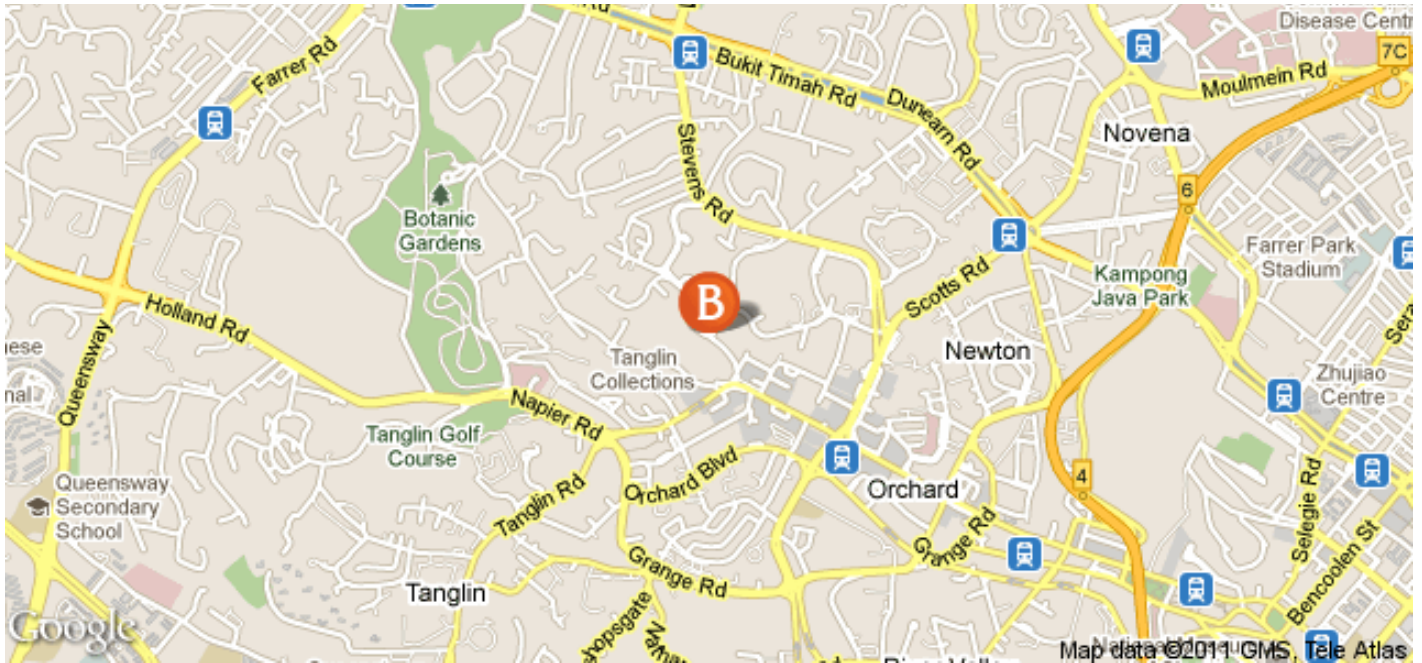 Disease Centr
7C
Farrer Rd
Bukit Timah Rd
Moulmein Rd
Dunearn Rd
Novena
Stevens Rd
6
Botanic
Gardens
Farrer Park
Stadium
Kampong
Java Park
Scotts Rd
B
Holland Rd
Queensway
Tanglin
Collections
Newton
Zhujiao
Centre
Napier Rd
Tanglin Golf
Course
Orchard Blvd
4
Orchard
Queensway
Secondary
School
Tanglin Rd
Selegie Rd
Grange Rd
Grange Rd
Bencoolen St
Tanglin
Google
Map data ©2011 GMS, Tele Atlas